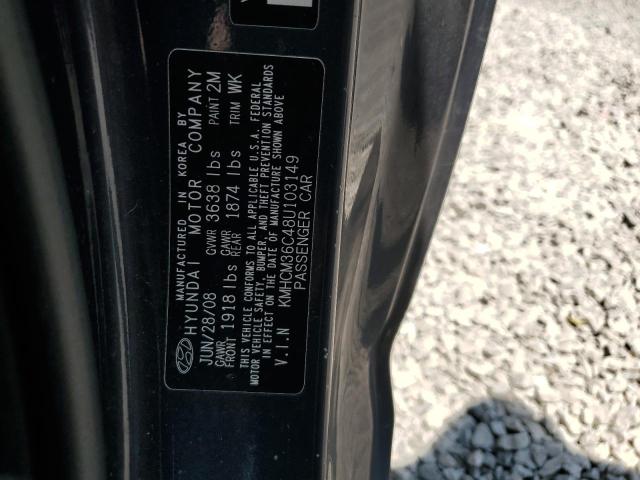 MANUFACTURED IN KOREA BY
HYUNDAI MOTOR COMPANY
JUN/28/08 GVWR 3638 lbs PAINT 2M
GAWR FRONT 1918 lbs GAWR REAR 1874 lbs TRIM WK
THIS VEHICLE CONFORMS TO ALL APPLICABLE U.S.A. FEDERAL
MOTOR VEHICLE SAFETY, BUMPER, AND THEFT PREVENTION STANDARDS
IN EFFECT ON THE DATE OF MANUFACTURE SHOWN ABOVE
V.I.N KMHCM36C48U103149
PASSENGER CAR